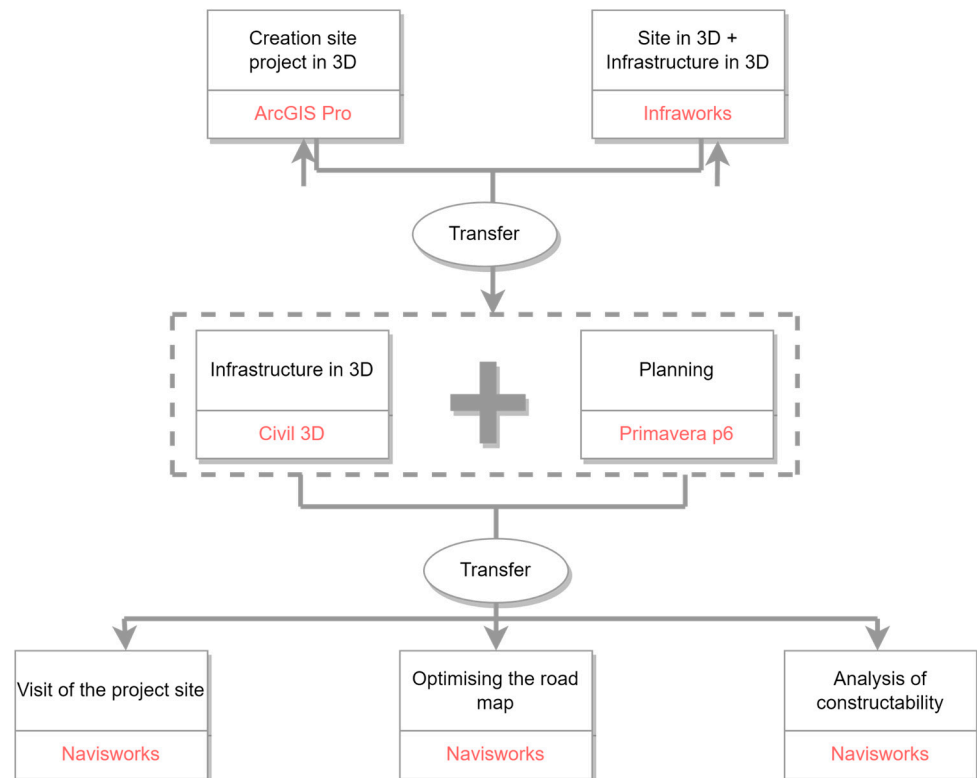 Creation site
project in 3D
ArcGIS Pro
Site in 3D +
Infrastructure in 3D
Infraworks
Transfer
Infrastructure in 3D
Civil 3D
Planning
Primavera p6
Transfer
Visit of the project site
Navisworks
Optimising the road
map
Navisworks
Analysis of
constructability
Navisworks